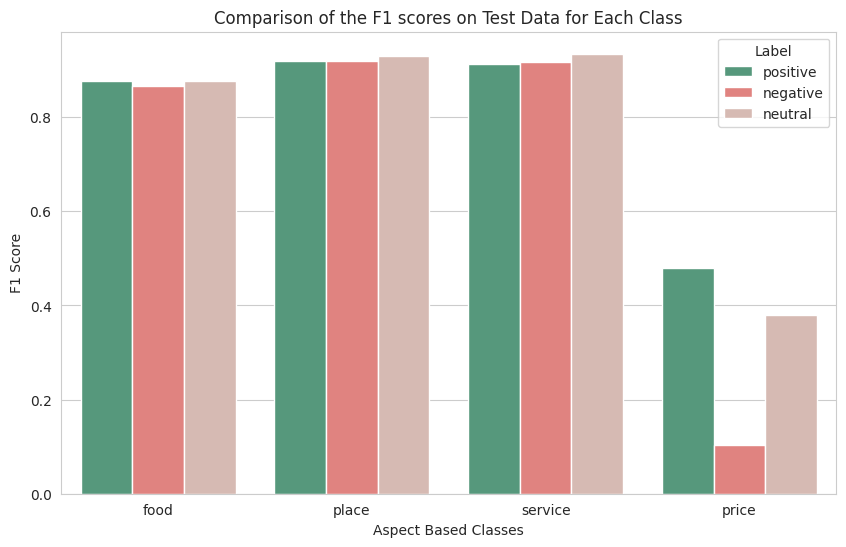 Comparison of the F1 scores on Test Data for Each Class
Label
positive
negative
neutral
0.8
0.6
0.4
0.2
0.0
F1 Score
food place service price
Aspect Based Classes